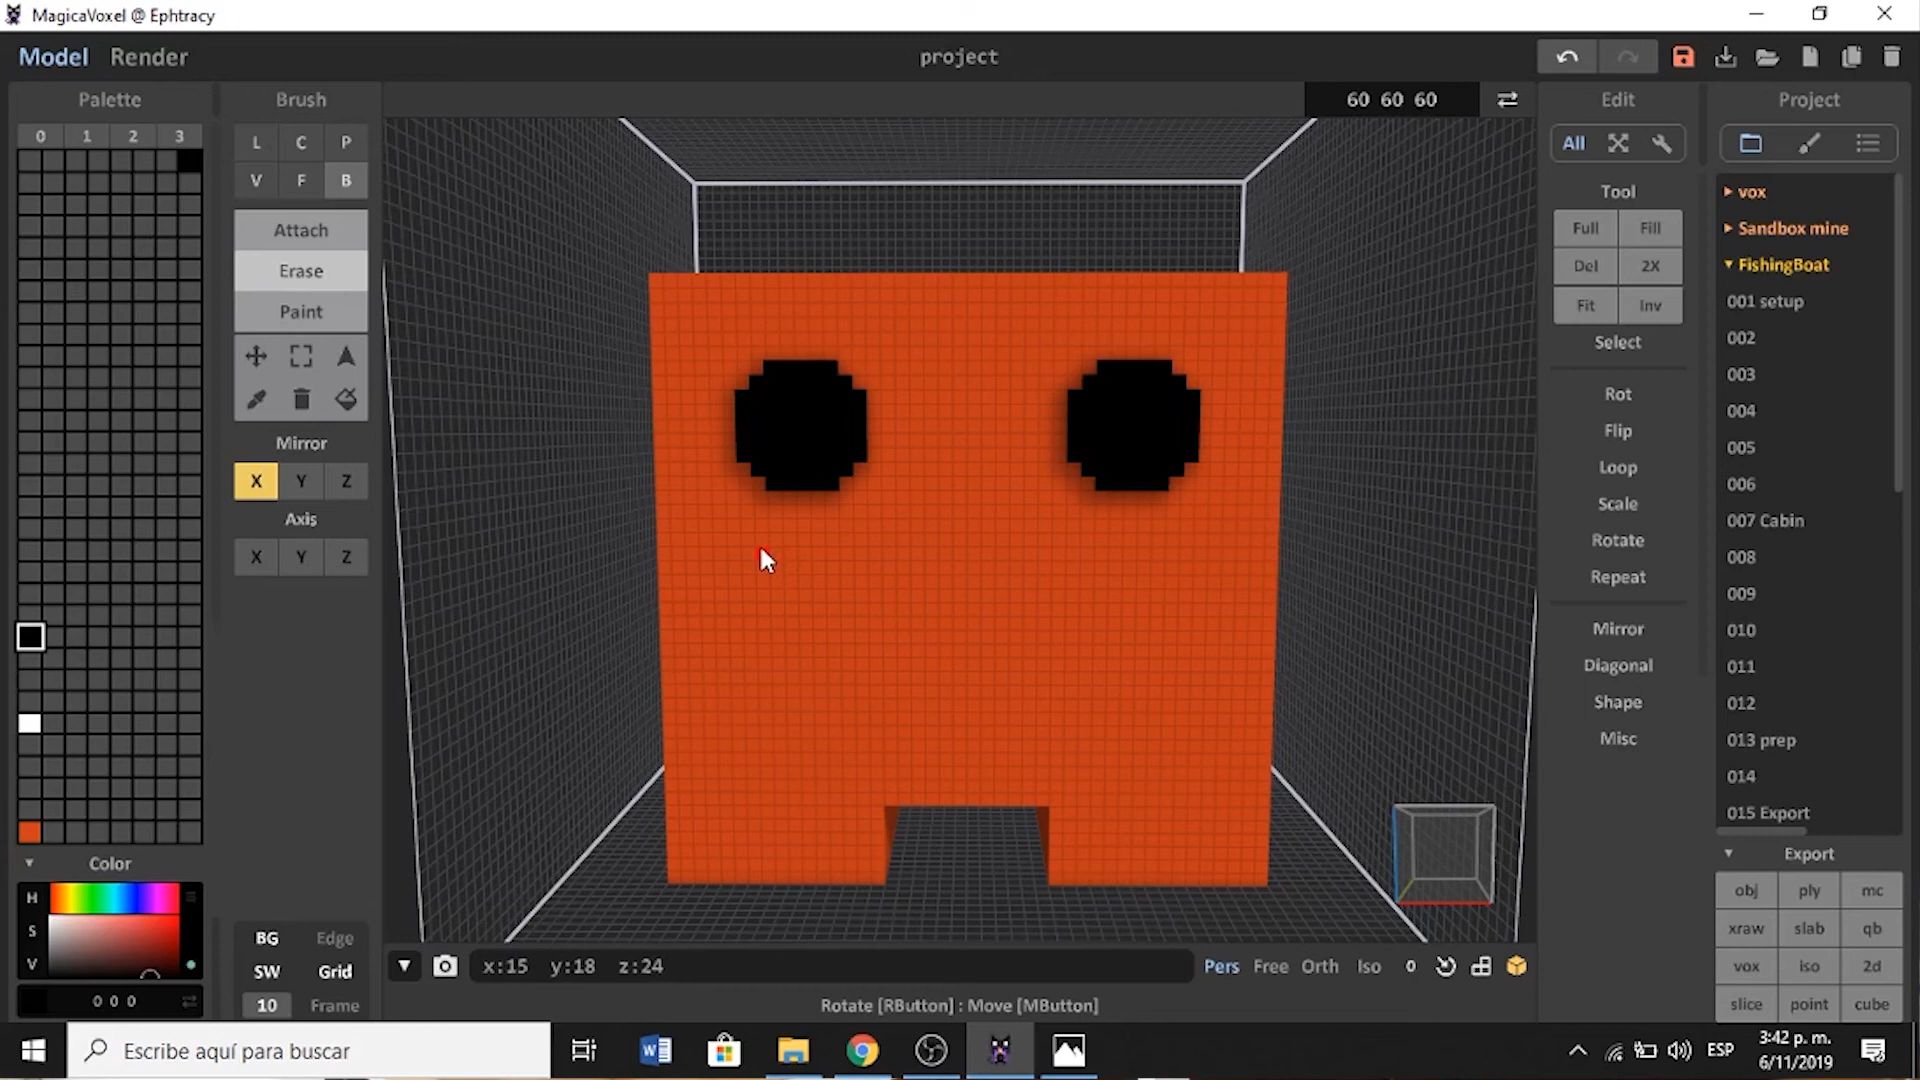 MagicaVoxel @ Ephtracy
Model Render
project
Palette
0 1 2 3
Brush
L C P
V F B
Attach
Erase
Paint
Mirror
X Y Z
Axis
X Y Z
Color
H
S
V
0 0 0
BG Edge
SW Grid
10 Frame
60 60 60
x:15 y:18 z:24
Pers Free Orth Iso 0
Rotate [RButton] : Move [MButton]
Edit
All
Tool
Full Fill
Del 2X
Fit Inv
Select
Rot
Flip
Loop
Scale
Rotate
Repeat
Mirror
Diagonal
Shape
Misc
Project
vox
Sandbox mine
FishingBoat
001 setup
002
003
004
005
006
007 Cabin
008
009
010
011
012
013 prep
014
015 Export
Export
obj ply mc
xraw slab qb
vox iso 2d
slice point cube
Escribe aquí para buscar
ESP
3:42 p. m.
6/11/2019